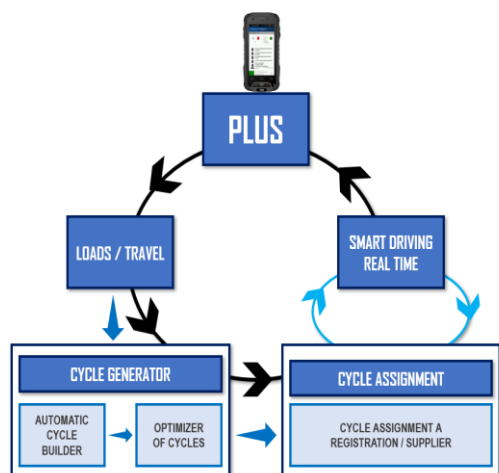 PLUS
LOADS / TRAVEL
SMART DRIVING
REAL TIME
CYCLE GENERATOR
AUTOMATIC
CYCLE
BUILDER
OPTIMIZER
OF CYCLES
CYCLE ASSIGNMENT
CYCLE ASSIGNMENT A
REGISTRATION / SUPPLIER